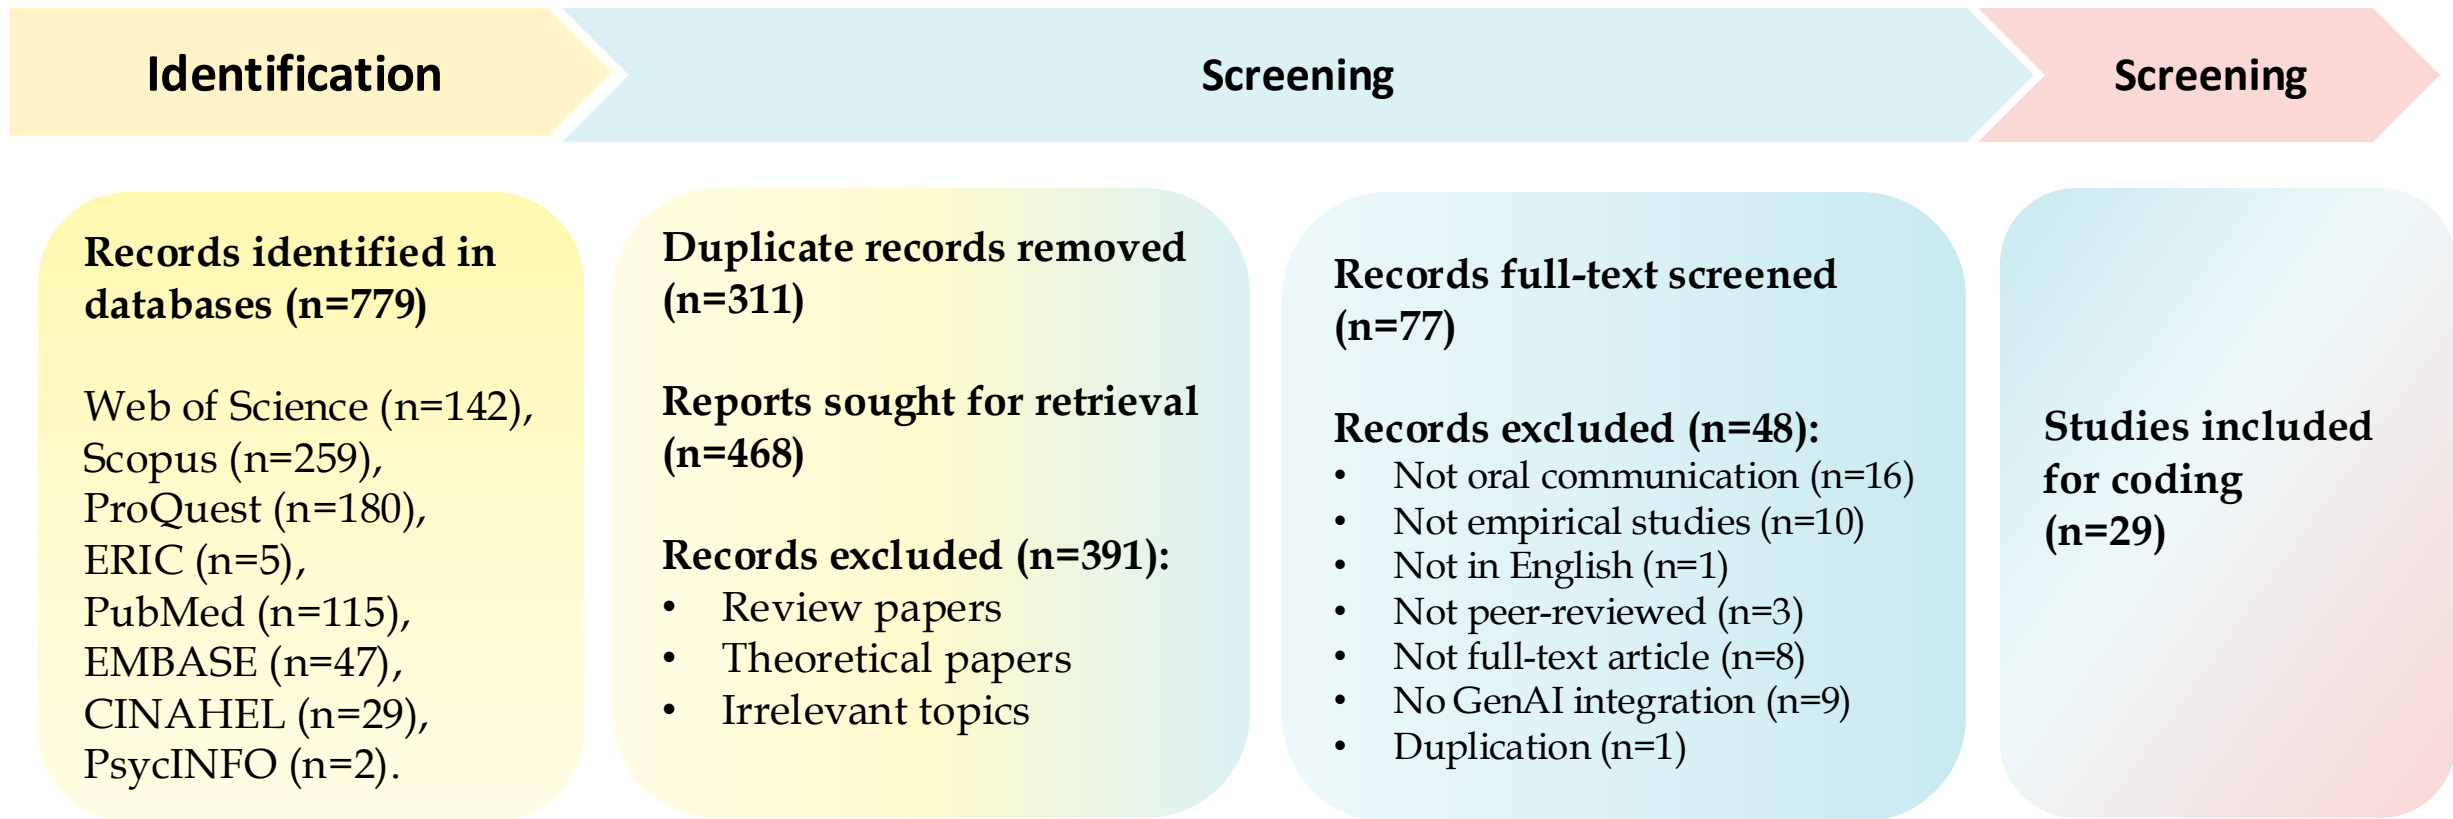 Identification
Screening
Screening
Records identified in
databases (n=779)
Web of Science (n=142),
Scopus (n=259),
ProQuest (n=180),
ERIC (n=5),
PubMed (n=115),
EMBASE (n=47),
CINAHEL (n=29),
PsycINFO (n=2).
Duplicate records removed
(n=311)
Reports sought for retrieval
(n=468)
Records excluded (n=391):
• Review papers
• Theoretical papers
• Irrelevant topics
Records full-text screened
(n=77)
Records excluded (n=48):
• Not oral communication (n=16)
• Not empirical studies (n=10)
• Not in English (n=1)
• Not peer-reviewed (n=3)
• Not full-text article (n=8)
• No GenAI integration (n=9)
• Duplication (n=1)
Studies included
for coding
(n=29)